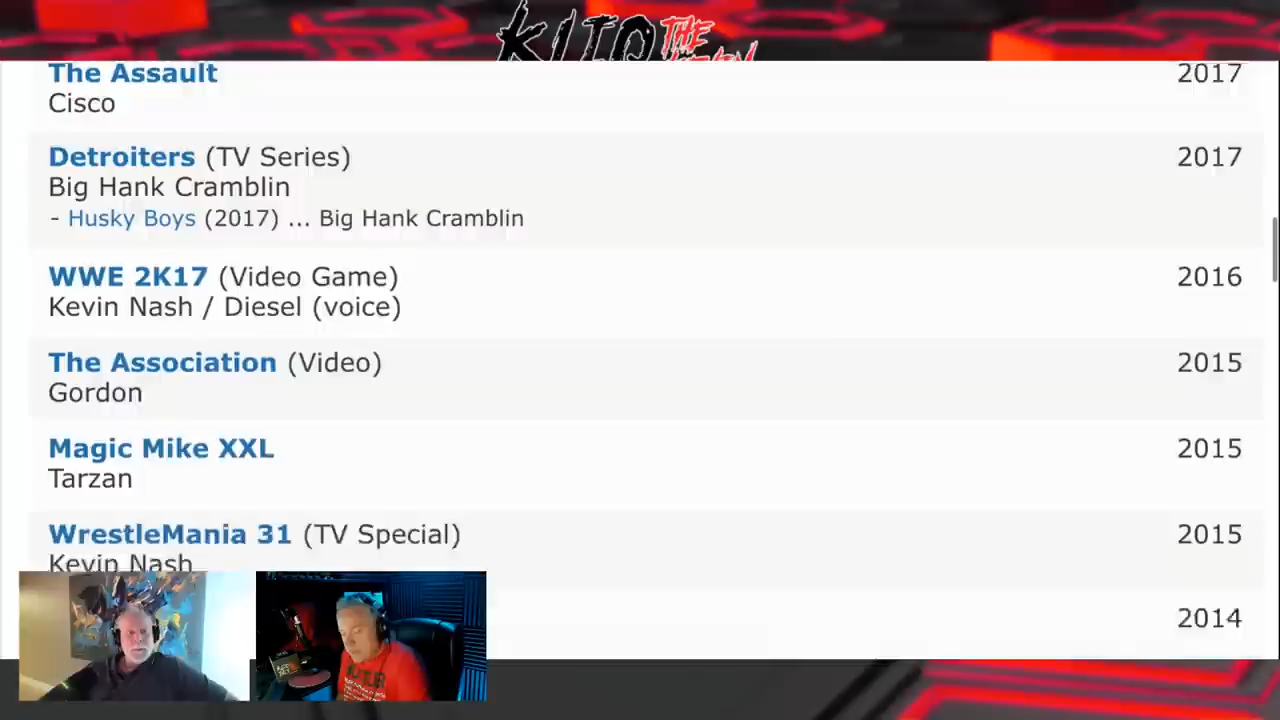 KLIQ THE
The Assault 2017
Cisco
Detroiters (TV Series) 2017
Big Hank Cramblin
- Husky Boys (2017) ... Big Hank Cramblin
WWE 2K17 (Video Game) 2016
Kevin Nash / Diesel (voice)
The Association (Video) 2015
Gordon
Magic Mike XXL 2015
Tarzan
WrestleMania 31 (TV Special) 2015
Kevin Nash
2014